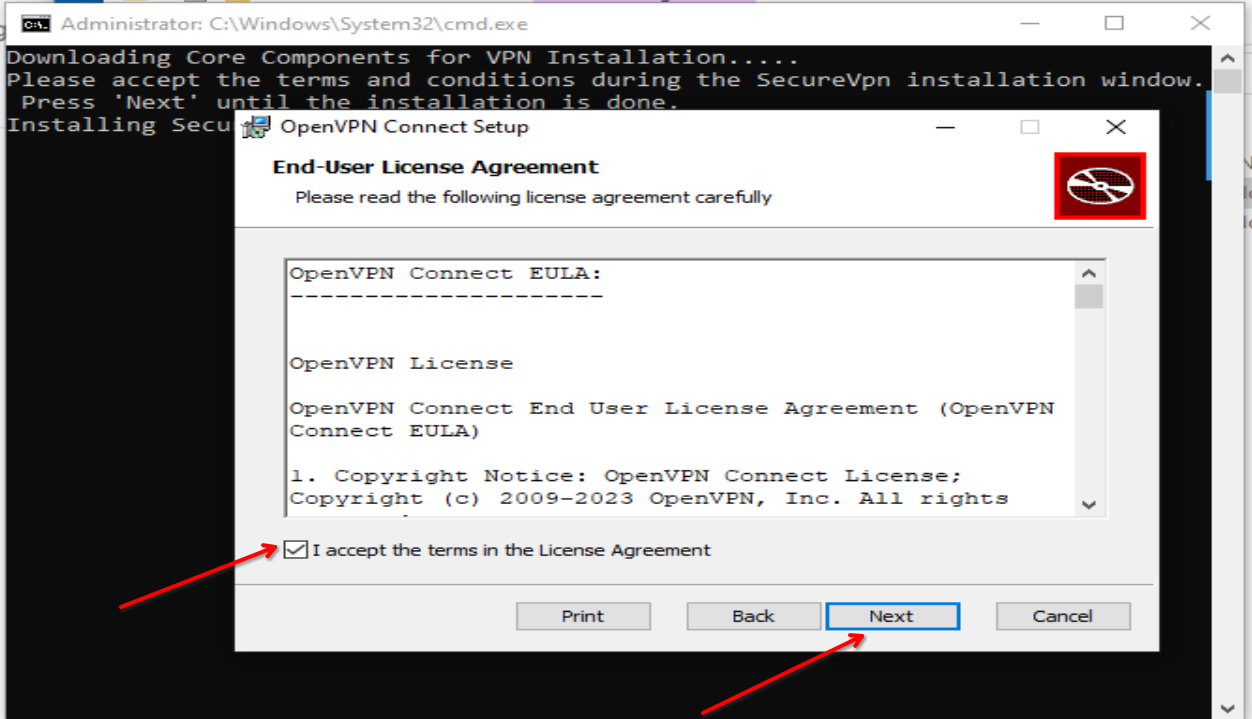 Administrator: C:\Windows\System32\cmd.exe
Downloading Core Components for VPN Installation.....
Please accept the terms and conditions during the SecureVpn installation window.
Press 'Next' until the installation is done.
Installing Secu
OpenVPN Connect Setup
End-User License Agreement
Please read the following license agreement carefully
OpenVPN Connect EULA:
---------------------
OpenVPN License
OpenVPN Connect End User License Agreement (OpenVPN
Connect EULA)
1. Copyright Notice: OpenVPN Connect License;
Copyright (c) 2009-2023 OpenVPN, Inc. All rights
I accept the terms in the License Agreement
Print
Back
Next
Cancel